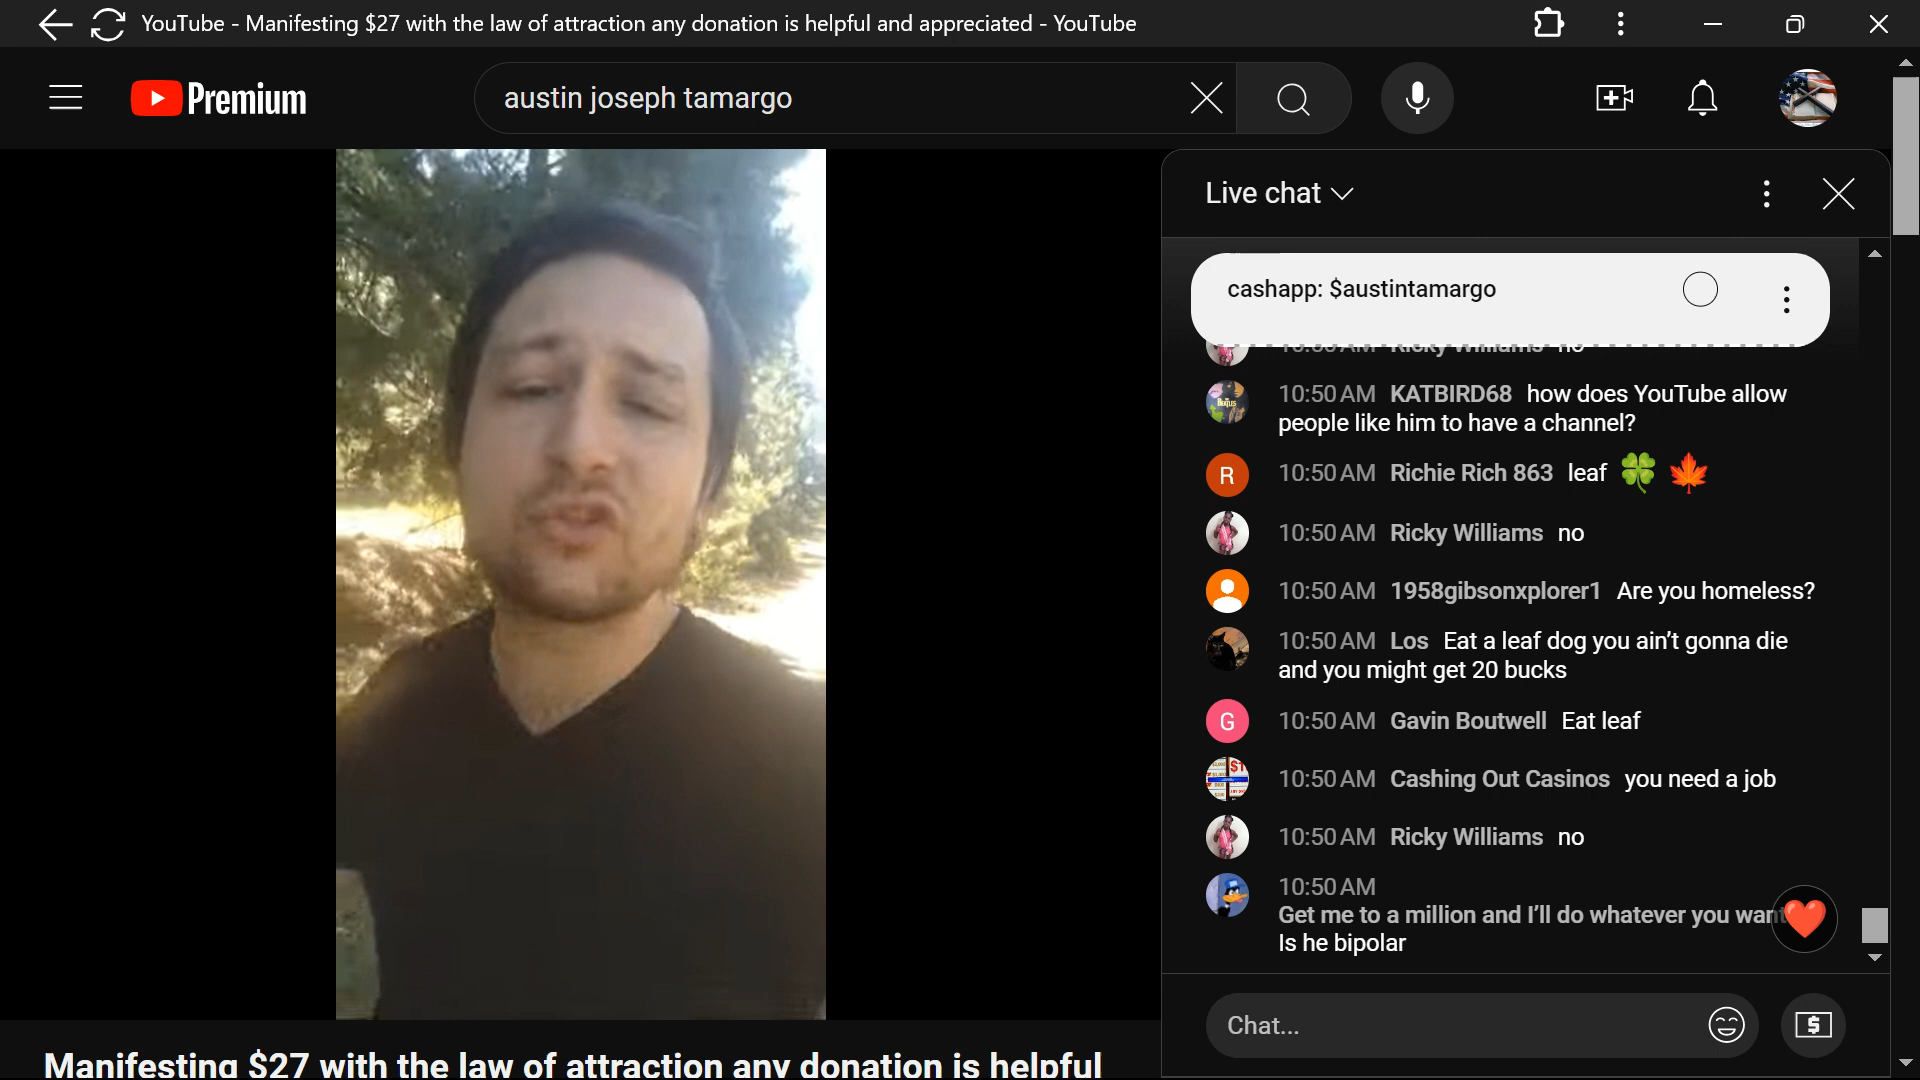 YouTube - Manifesting $27 with the law of attraction any donation is helpful and appreciated - YouTube
Premium
austin joseph tamargo
Live chat
cashapp: $austintamargo
10:50 AM Ricky Williams no
10:50 AM KATBIRD68 how does YouTube allow
people like him to have a channel?
R 10:50 AM Richie Rich 863 leaf 🍀 🍁
10:50 AM Ricky Williams no
10:50 AM 1958gibsonxplorer1 Are you homeless?
10:50 AM Los Eat a leaf dog you ain't gonna die
and you might get 20 bucks
G 10:50 AM Gavin Boutwell Eat leaf
10:50 AM Cashing Out Casinos you need a job
10:50 AM Ricky Williams no
10:50 AM
Get me to a million and I'll do whatever you want
Is he bipolar
Chat...
Manifesting $27 with the law of attraction any donation is helpful